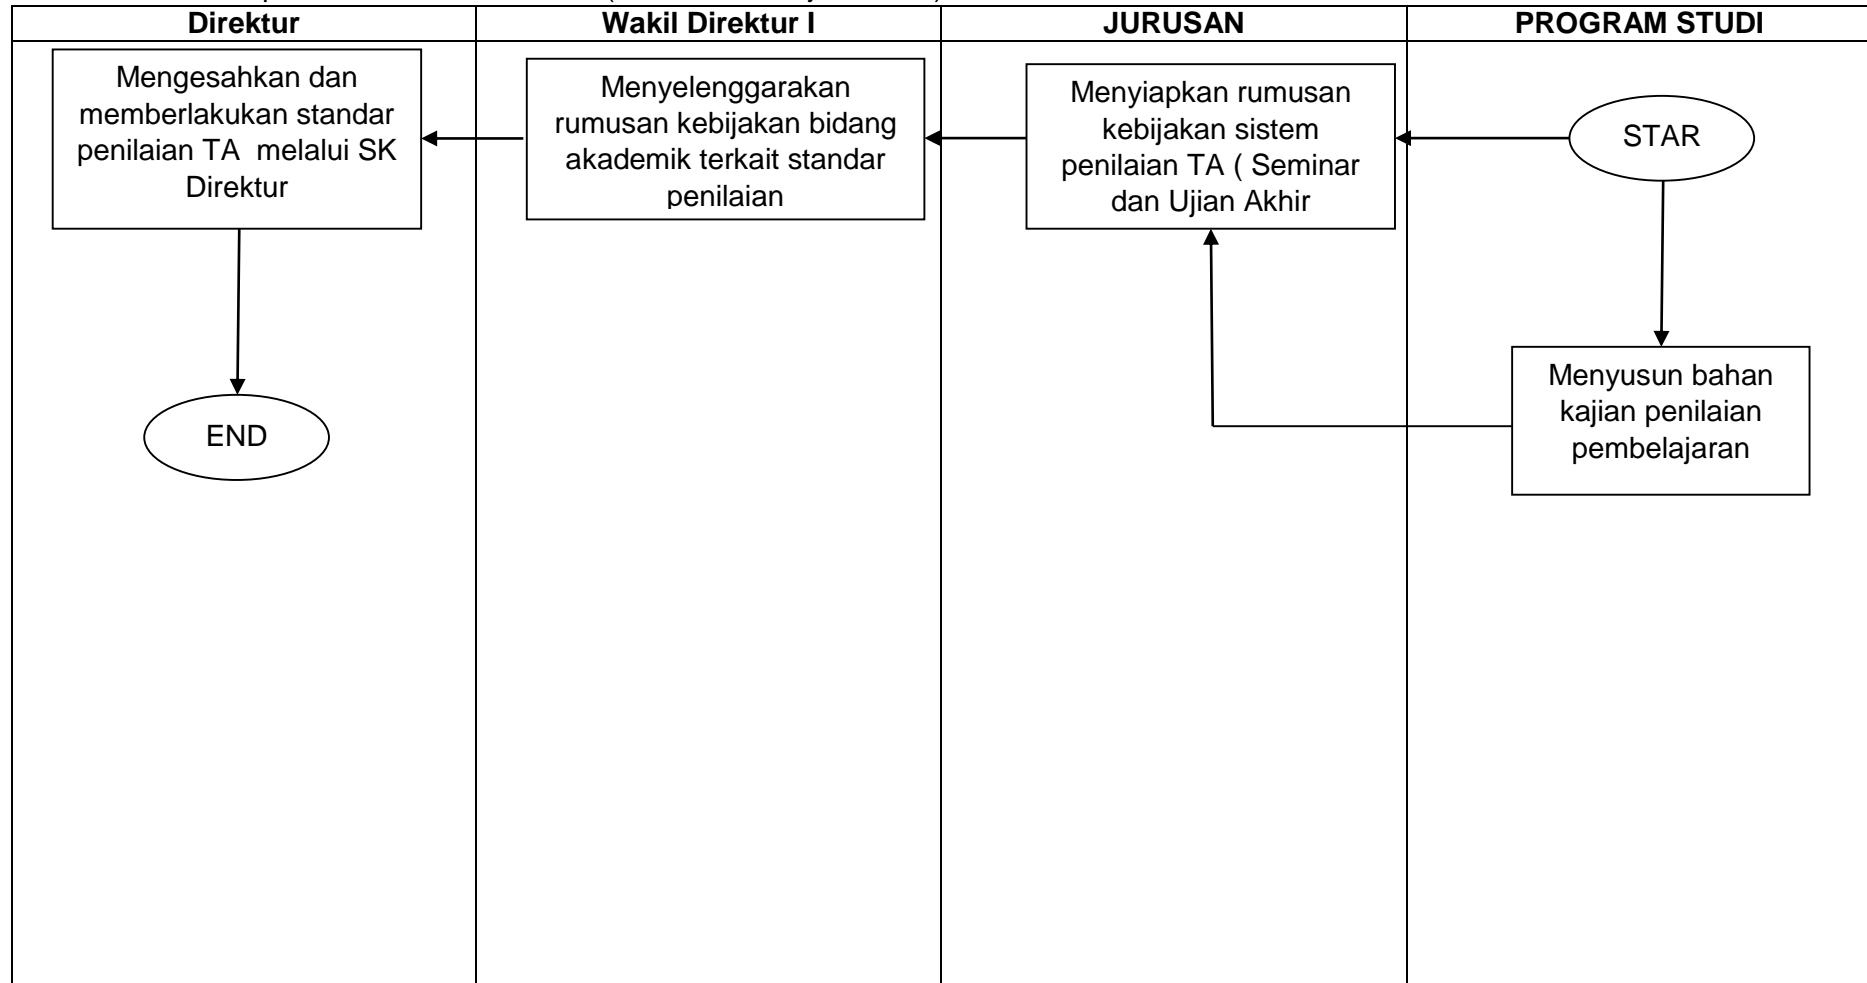 Direktur
Wakil Direktur I
JURUSAN
PROGRAM STUDI
Mengesahkan dan
memberlakukan standar
penilaian TA melalui SK
Direktur
Menyelenggarakan
rumusan kebijakan bidang
akademik terkait standar
penilaian
Menyiapkan rumusan
kebijakan sistem
penilaian TA ( Seminar
dan Ujian Akhir
STAR
Menyusun bahan
kajian penilaian
pembelajaran
END